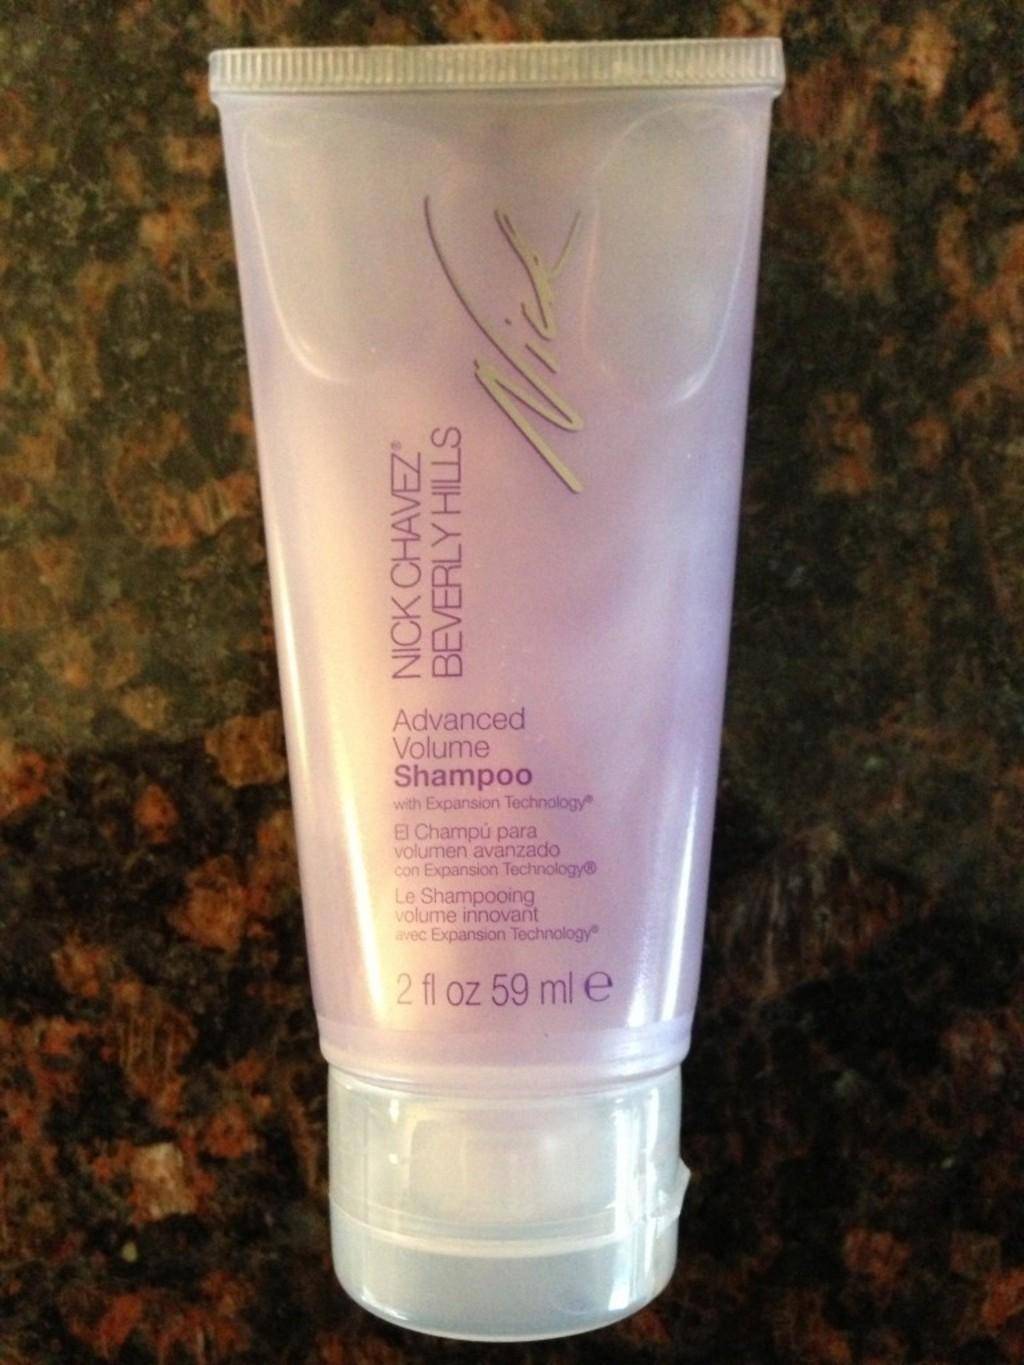 Nick
NICK CHAVEZ®
BEVERLY HILLS
Advanced
Volume
Shampoo
with Expansion Technology®
El Champú para
volumen avanzado
con Expansion Technology®
Le Shampooing
volume innovant
avec Expansion Technology®
2 fl oz 59 ml ℮